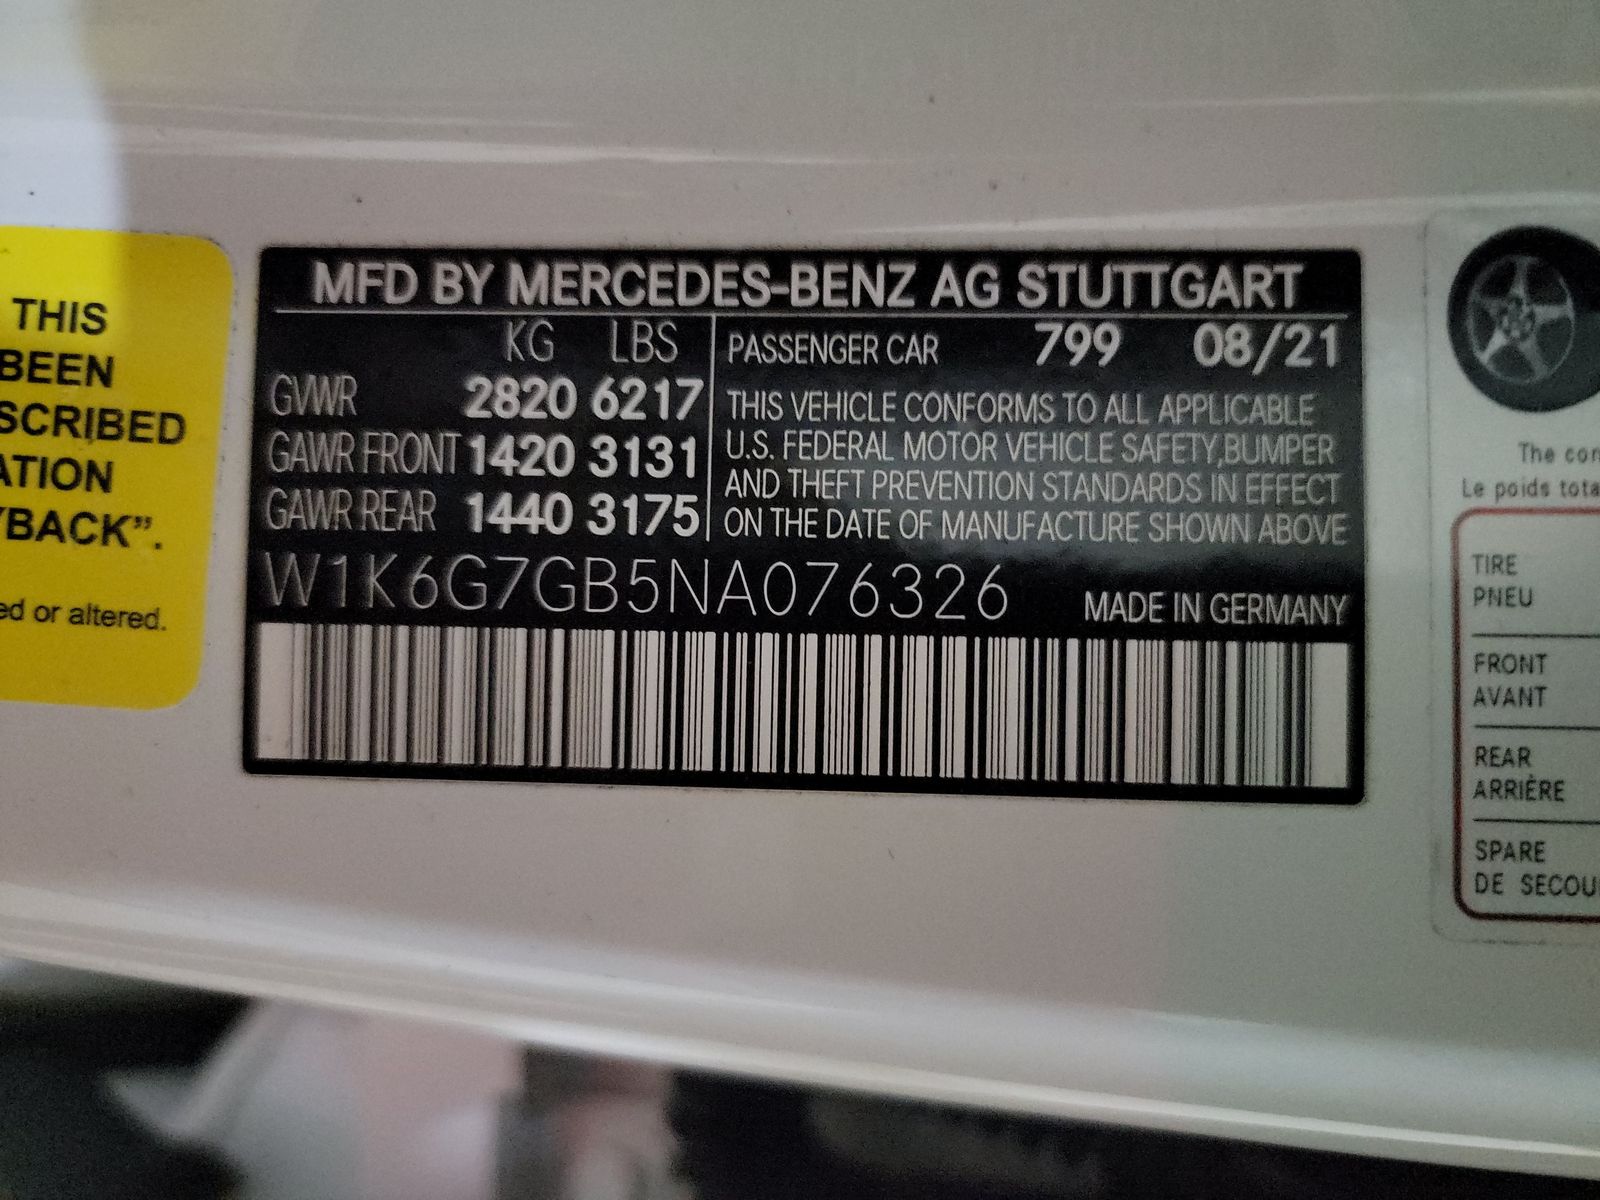 THIS
BEEN
SCRIBED
ATION
YBACK”.
ed or altered.
MFD BY MERCEDES-BENZ AG STUTTGART
KG LBS
GVWR 2820 6217
GAWR FRONT 1420 3131
GAWR REAR 1440 3175
PASSENGER CAR 799 08/21
THIS VEHICLE CONFORMS TO ALL APPLICABLE
U.S. FEDERAL MOTOR VEHICLE SAFETY,BUMPER
AND THEFT PREVENTION STANDARDS IN EFFECT
ON THE DATE OF MANUFACTURE SHOWN ABOVE
W1K6G7GB5NA076326
MADE IN GERMANY
The con
Le poids tota
TIRE
PNEU
FRONT
AVANT
REAR
ARRIÈRE
SPARE
DE SECOU